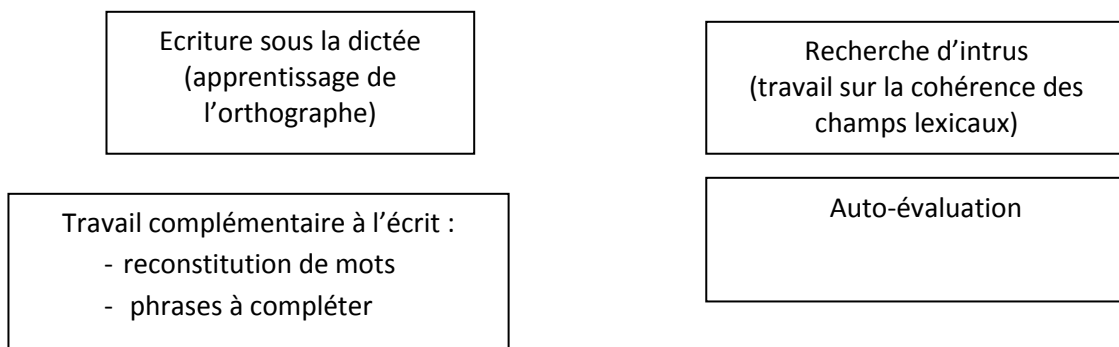 Ecriture sous la dictée
(apprentissage de
l’orthographe)
Recherche d’intrus
(travail sur la cohérence des
champs lexicaux)
Travail complémentaire à l’écrit :
- reconstitution de mots
- phrases à compléter
Auto-évaluation